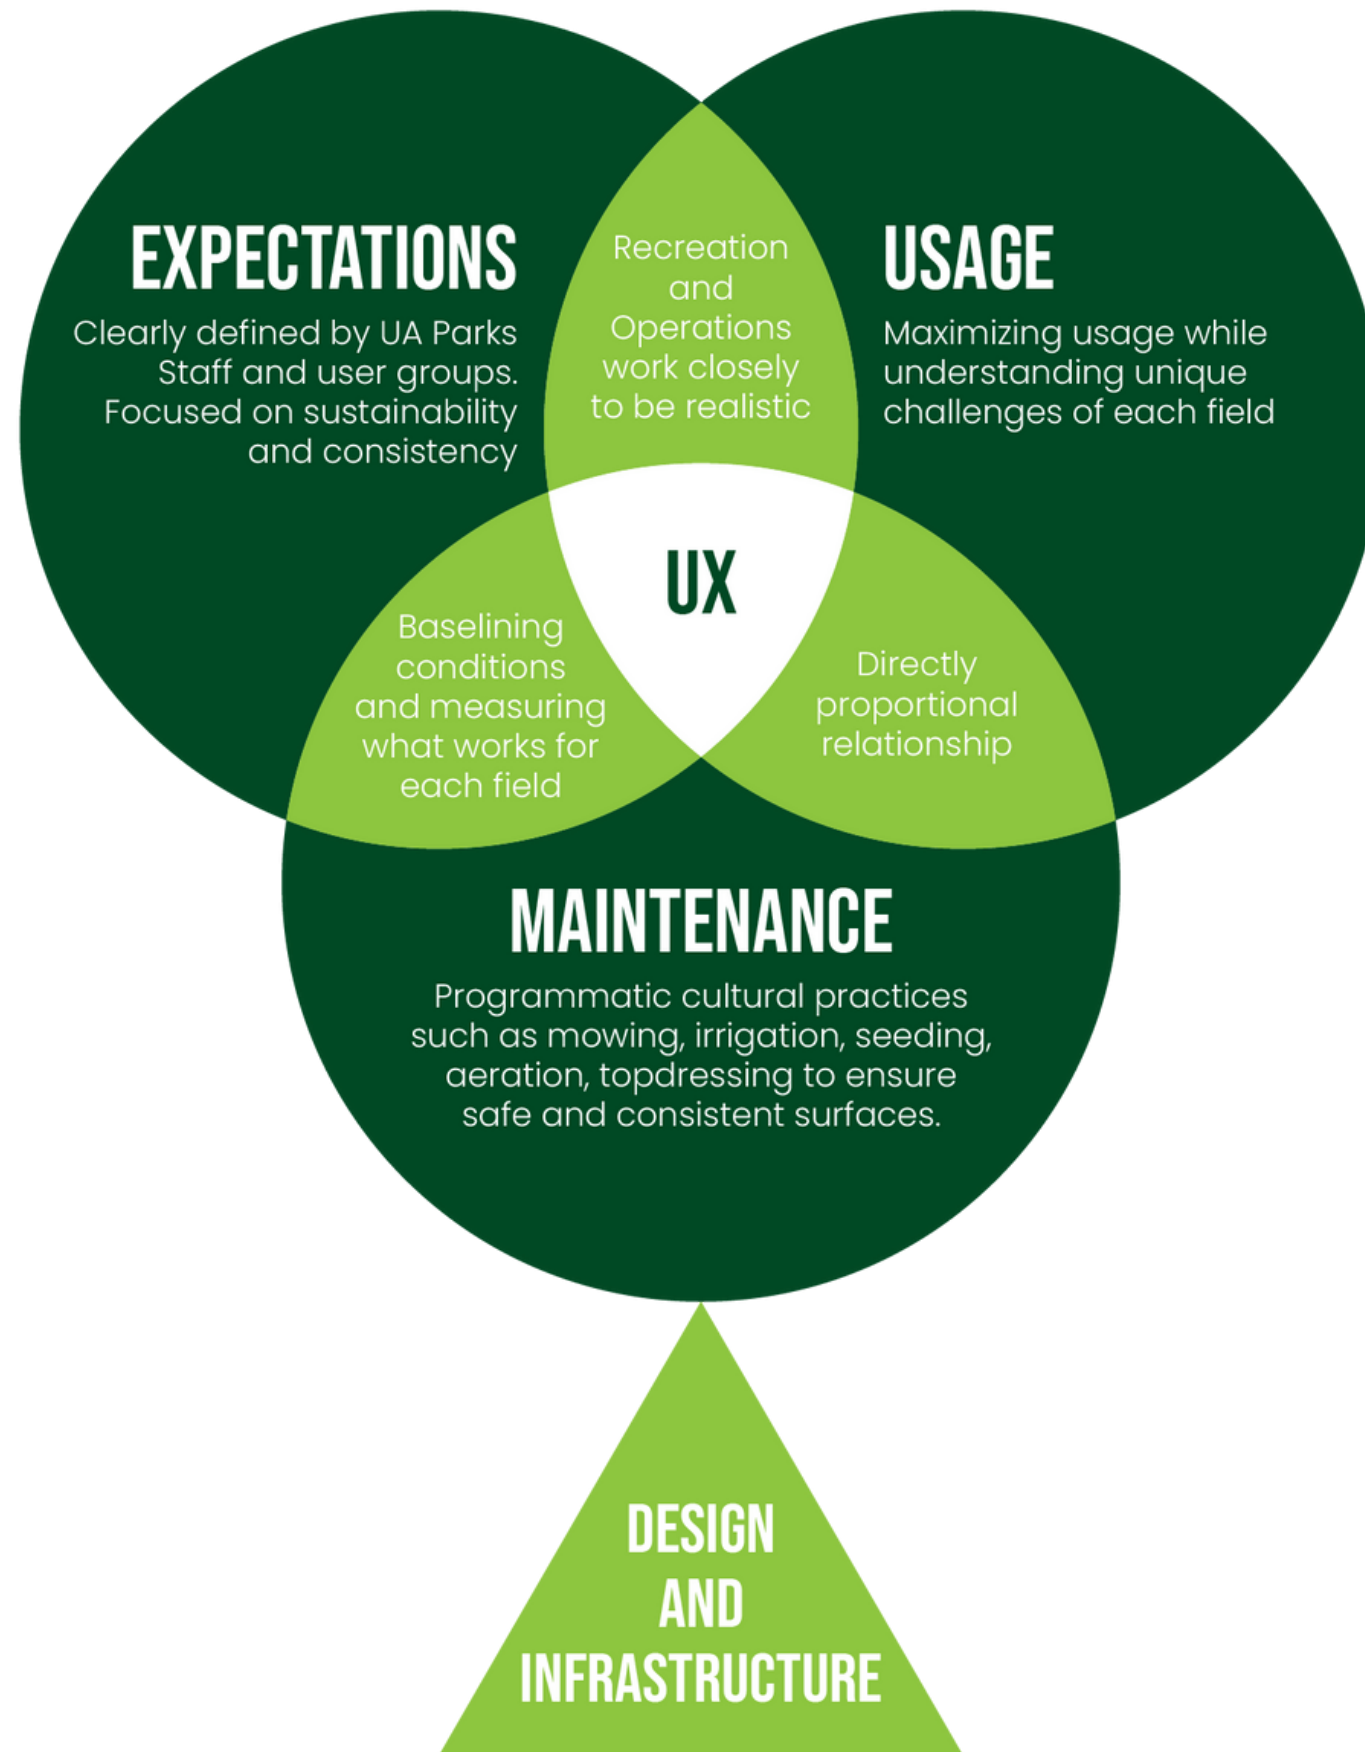 EXPECTATIONS
Clearly defined by UA Parks
Staff and user groups.
Focused on sustainability
and consistency
Recreation
and
Operations
work closely
to be realistic
USAGE
Maximizing usage while
understanding unique
challenges of each field
UX
Baselining
conditions
and measuring
what works for
each field
Directly
proportional
relationship
MAINTENANCE
Programmatic cultural practices
such as mowing, irrigation, seeding,
aeration, topdressing to ensure
safe and consistent surfaces.
DESIGN
AND
INFRASTRUCTURE